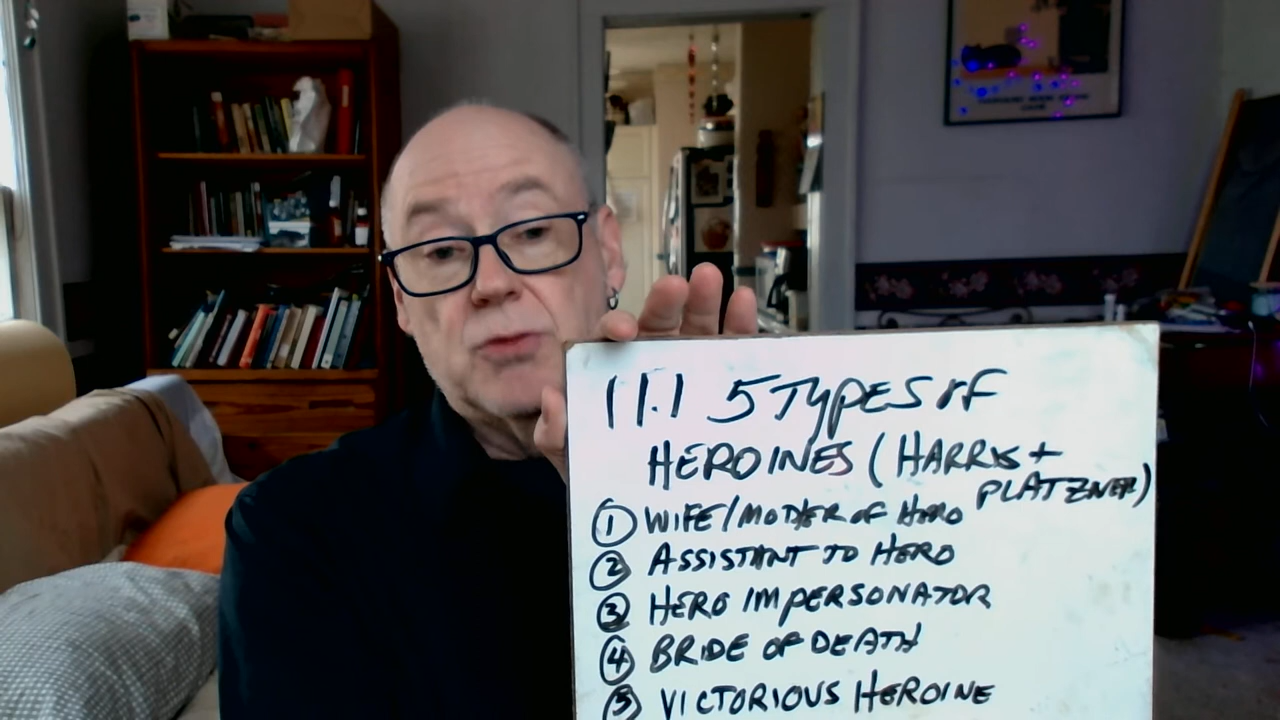 11.1 5 TYPES OF
HEROINES (HARRIS +
PLATZNER)
① WIFE/MOTHER OF HERO
② ASSISTANT TO HERO
③ HERO IMPERSONATOR
④ BRIDE OF DEATH
⑤ VICTORIOUS HEROINE